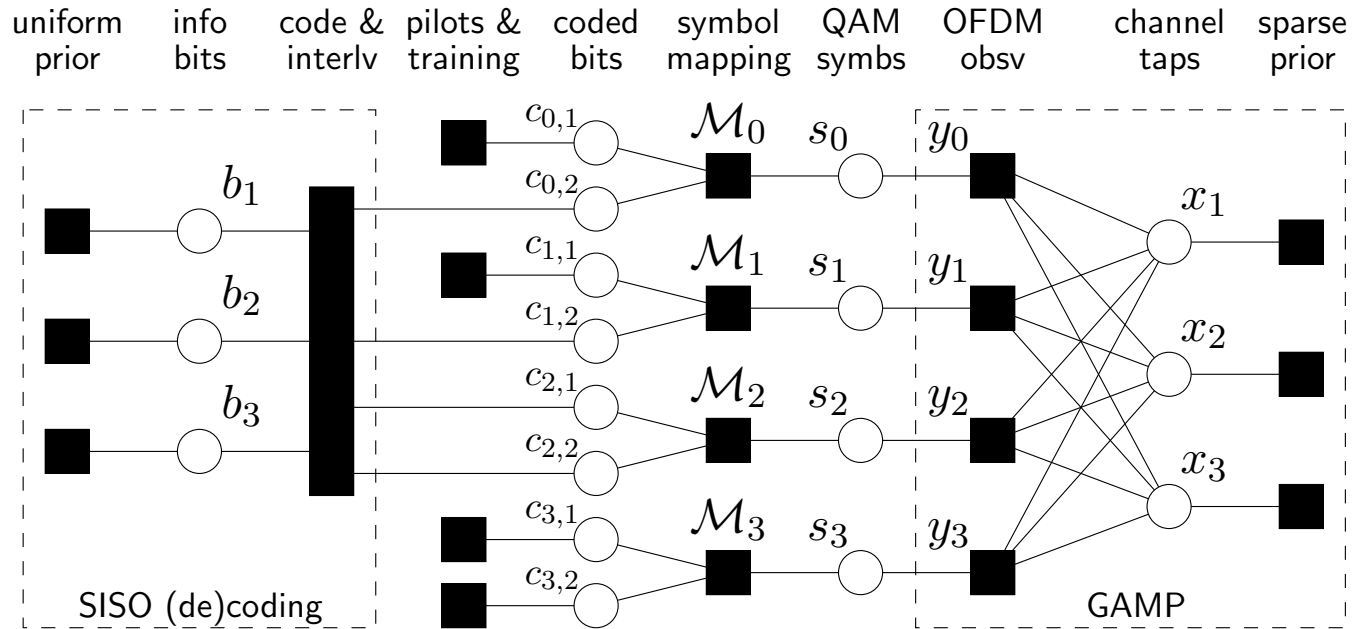 uniform prior
info bits
code & interlv
pilots & training
coded bits
symbol mapping
QAM symbs
OFDM obsv
channel taps
sparse prior
b₁
b₂
b₃
SISO (de)coding
c₀,₁
c₀,₂
c₁,₁
c₁,₂
c₂,₁
c₂,₂
c₃,₁
c₃,₂
ℳ₀
ℳ₁
ℳ₂
ℳ₃
s₀
s₁
s₂
s₃
y₀
y₁
y₂
y₃
x₁
x₂
x₃
GAMP